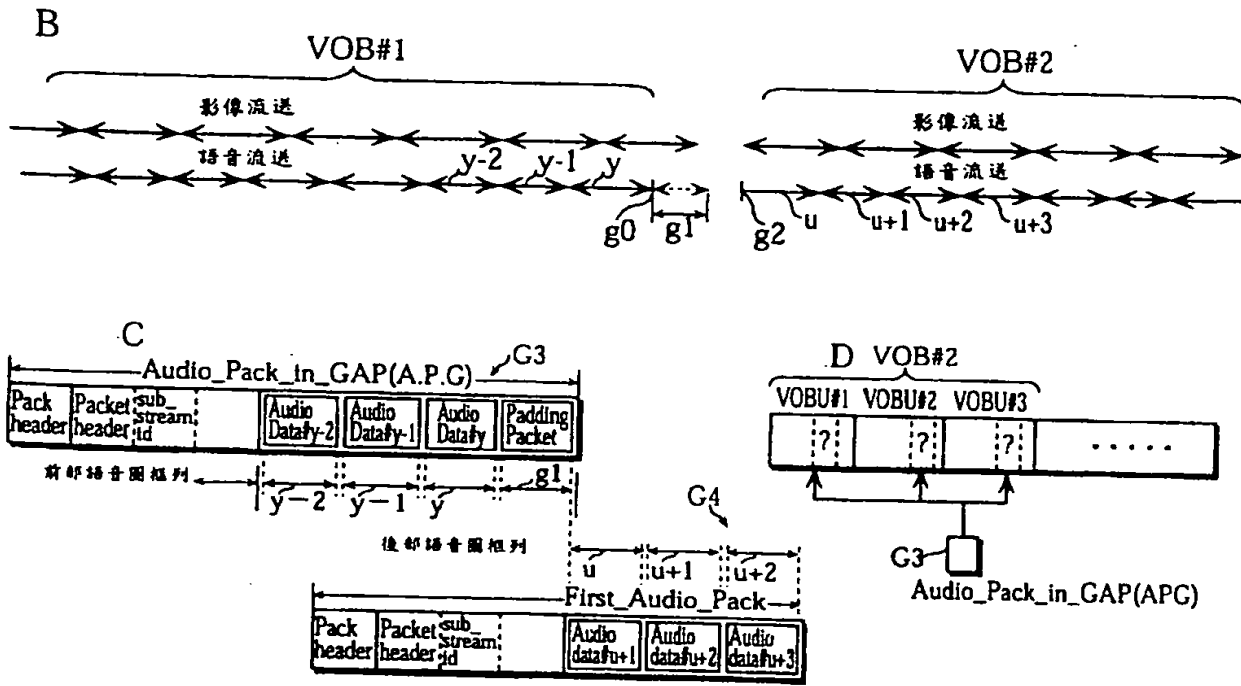 B
VOB#1
VOB#2
影像流送
影像流送
語音流送
語音流送
y-2
y-1
y
g0
g1
g2
u
u+1
u+2
u+3
C
Audio_Pack_in_GAP(A.P.G)
G3
Pack header
Packet header
sub_stream id
Audio Data#y-2
Audio Data#y-1
Audio Data#y
Padding Packet
前部語音圖框列
y-2
y-1
y
g1
後部語音圖框列
G4
u
u+1
u+2
First_Audio_Pack
Pack header
Packet header
sub_stream id
Audio data#u+1
Audio data#u+2
Audio data#u+3
D
VOB#2
VOBU#1
VOBU#2
VOBU#3
?
?
?
.....
G3
Audio_Pack_in_GAP(APG)